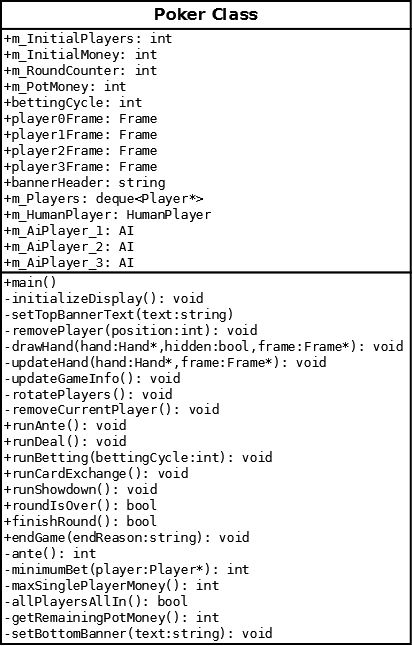 Poker Class
+m_InitialPlayers: int
+m_InitialMoney: int
+m_RoundCounter: int
+m_PotMoney: int
+bettingCycle: int
+player0Frame: Frame
+player1Frame: Frame
+player2Frame: Frame
+player3Frame: Frame
+bannerHeader: string
+m_Players: deque<Player*>
+m_HumanPlayer: HumanPlayer
+m_AiPlayer_1: AI
+m_AiPlayer_2: AI
+m_AiPlayer_3: AI
+main()
-initializeDisplay(): void
-setTopBannerText(text:string)
-removePlayer(position:int): void
-drawHand(hand:Hand*,hidden:bool,frame:Frame*): void
-updateHand(hand:Hand*,frame:Frame*): void
-updateGameInfo(): void
-rotatePlayers(): void
-removeCurrentPlayer(): void
+runAnte(): void
+runDeal(): void
+runBetting(bettingCycle:int): void
+runCardExchange(): void
+runShowdown(): void
+roundIsOver(): bool
+finishRound(): bool
+endGame(endReason:string): void
-ante(): int
-minimumBet(player:Player*): int
-maxSinglePlayerMoney(): int
-allPlayersAllIn(): bool
-getRemainingPotMoney(): int
-setBottomBanner(text:string): void